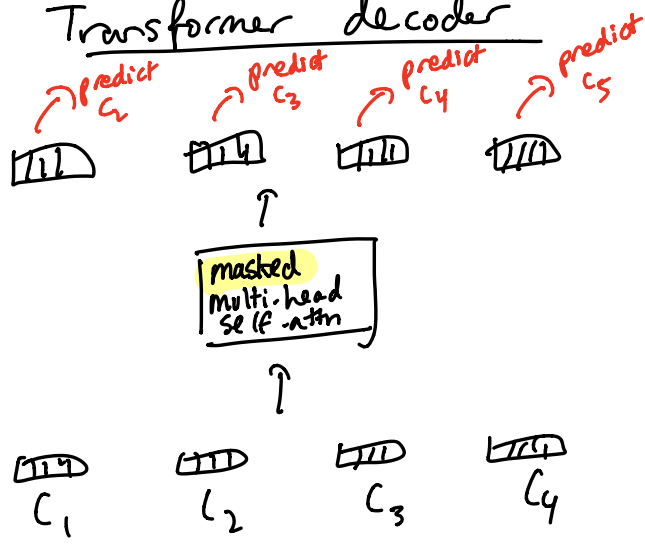 Transformer decoder
predict
C2
predict
C3
predict
C4
predict
C5
masked
multi-head
self-attn
C1
C2
C3
C4